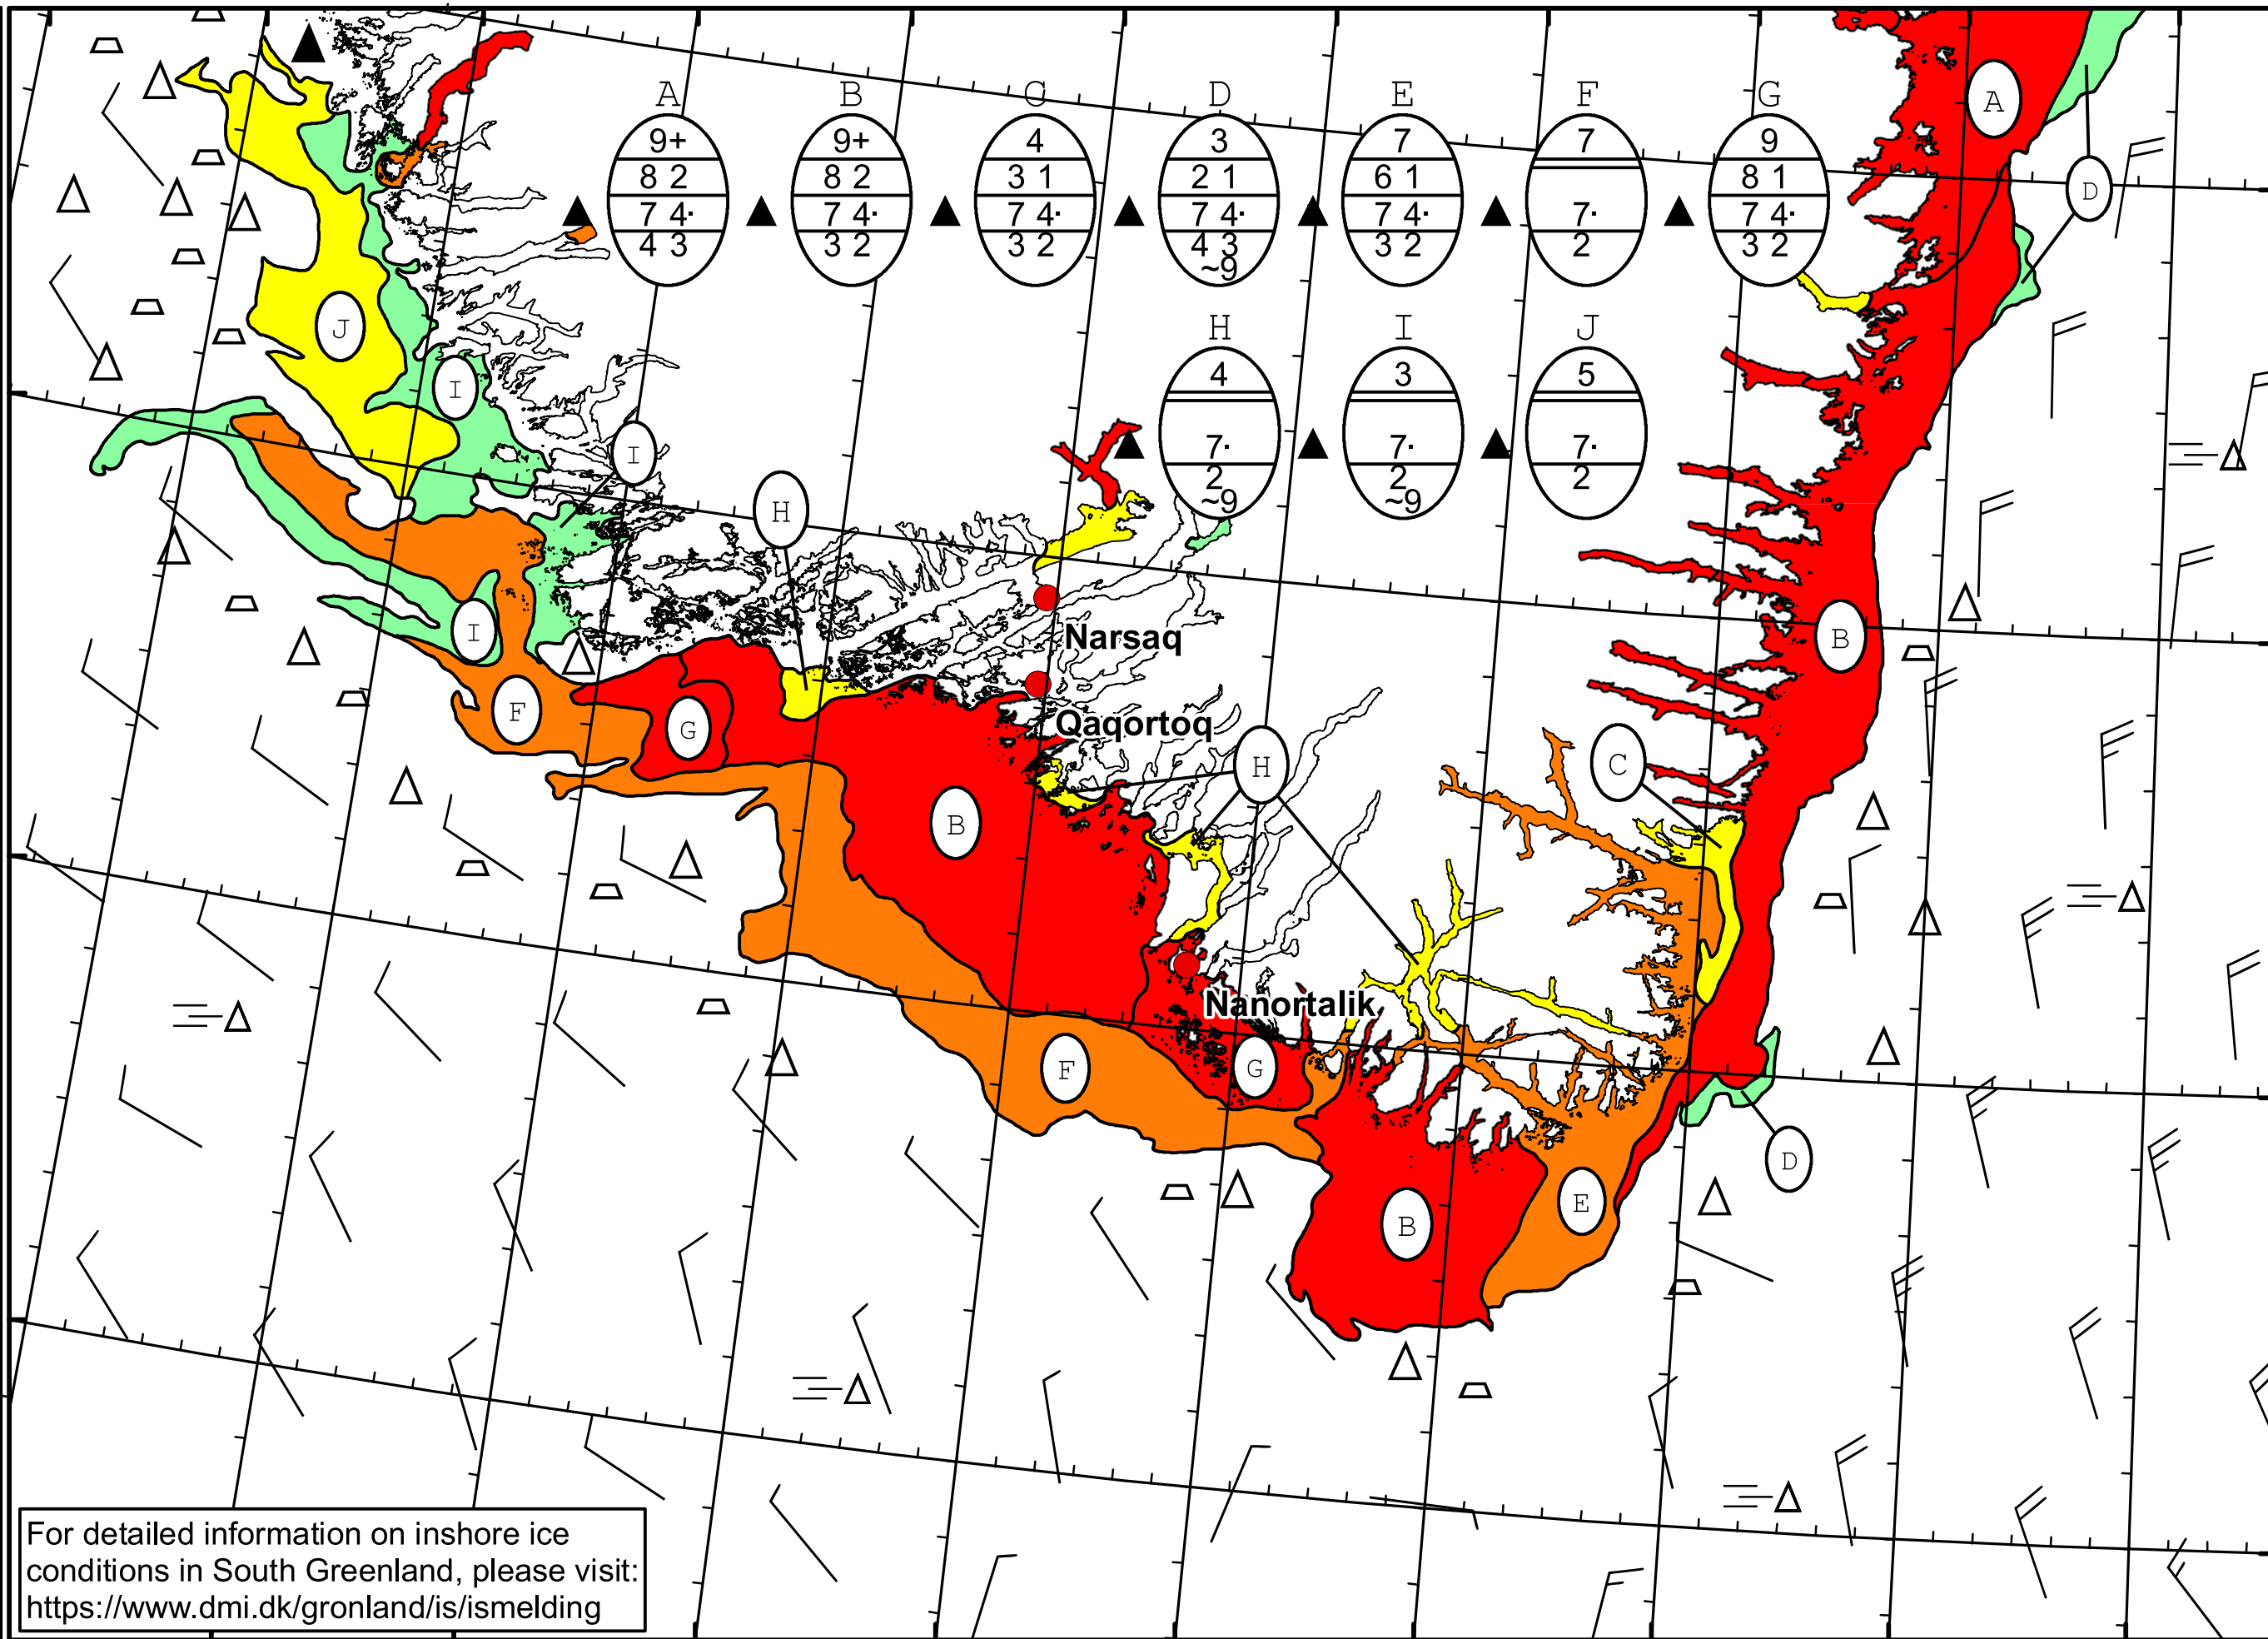 A B C D E F G
9+ 9+ 4 3 7 7 9
8 2 8 2 3 1 2 1 6 1 8 1
7 4· 7 4· 7 4· 7 4· 7 4· 7· 7 4·
4 3 3 2 3 2 4 3 3 2 2 3 2
~9
H I J
4 3 5
7· 7· 7·
2 2 2
~9 ~9
A
D
J
I
I
H
I
F
G
Narsaq
Qaqortoq
B
H
C
B
B
Nanortalik
F
G
D
E
B
For detailed information on inshore ice
conditions in South Greenland, please visit:
https://www.dmi.dk/gronland/is/ismelding